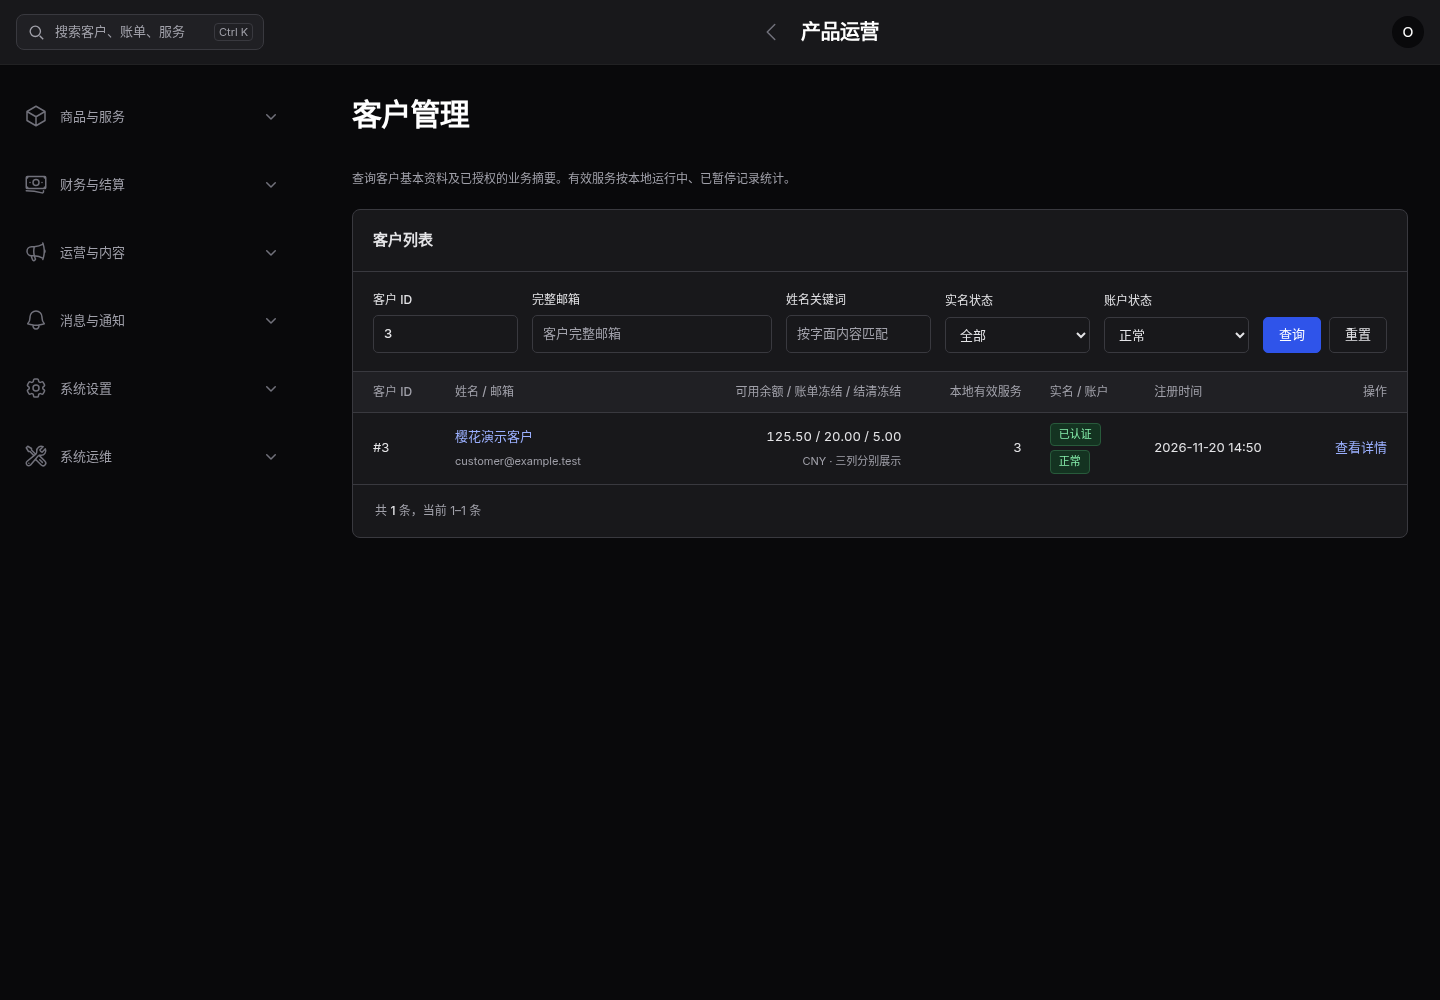 搜索客户、账单、服务 Ctrl K
产品运营
O
商品与服务
财务与结算
运营与内容
消息与通知
系统设置
系统运维
客户管理
查询客户基本资料及已授权的业务摘要。有效服务按本地运行中、已暂停记录统计。
客户列表
客户 ID 完整邮箱 姓名关键词 实名状态 账户状态
3 客户完整邮箱 按字面内容匹配 全部 正常 查询 重置
客户 ID 姓名 / 邮箱 可用余额 / 账单冻结 / 结清冻结 本地有效服务 实名 / 账户 注册时间 操作
#3 樱花演示客户 125.50 / 20.00 / 5.00 3 已认证 2026-11-20 14:50 查看详情
customer@example.test CNY · 三列分别展示 正常
共 1 条，当前 1–1 条